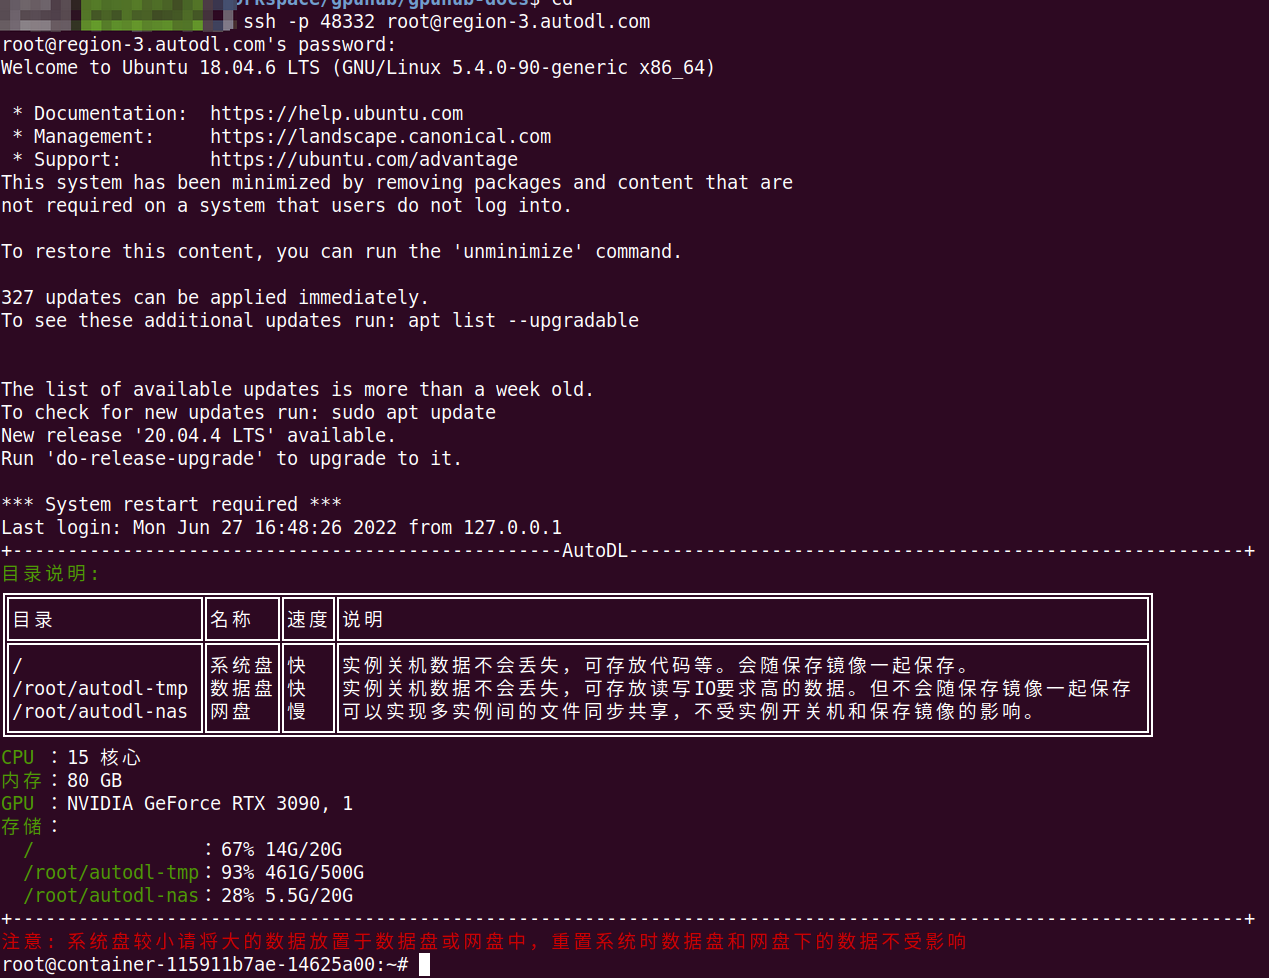 orkspace/gpuhub/gpuhub-docs$ cd
ssh -p 48332 root@region-3.autodl.com
root@region-3.autodl.com's password:
Welcome to Ubuntu 18.04.6 LTS (GNU/Linux 5.4.0-90-generic x86_64)
 * Documentation:  https://help.ubuntu.com
 * Management:     https://landscape.canonical.com
 * Support:        https://ubuntu.com/advantage
This system has been minimized by removing packages and content that are
not required on a system that users do not log into.
To restore this content, you can run the 'unminimize' command.
327 updates can be applied immediately.
To see these additional updates run: apt list --upgradable
The list of available updates is more than a week old.
To check for new updates run: sudo apt update
New release '20.04.4 LTS' available.
Run 'do-release-upgrade' to upgrade to it.
*** System restart required ***
Last login: Mon Jun 27 16:48:26 2022 from 127.0.0.1
+--------------------------------------------------AutoDL--------------------------------------------------------+
目录说明:
目录 名称 速度 说明
/ 系统盘 快 实例关机数据不会丢失，可存放代码等。会随保存镜像一起保存。
/root/autodl-tmp 数据盘 快 实例关机数据不会丢失，可存放读写IO要求高的数据。但不会随保存镜像一起保存
/root/autodl-nas 网盘 慢 可以实现多实例间的文件同步共享，不受实例开关机和保存镜像的影响。
CPU ：15 核心
内存：80 GB
GPU ：NVIDIA GeForce RTX 3090, 1
存储：
  /               ：67% 14G/20G
  /root/autodl-tmp：93% 461G/500G
  /root/autodl-nas：28% 5.5G/20G
+----------------------------------------------------------------------------------------------------------------+
注意: 系统盘较小请将大的数据放置于数据盘或网盘中，重置系统时数据盘和网盘下的数据不受影响
root@container-115911b7ae-14625a00:~#